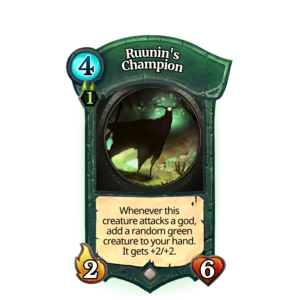 4
Ruunin's
Champion
1
Whenever this
creature attacks a god,
add a random green
creature to your hand.
It gets +2/+2.
2
6